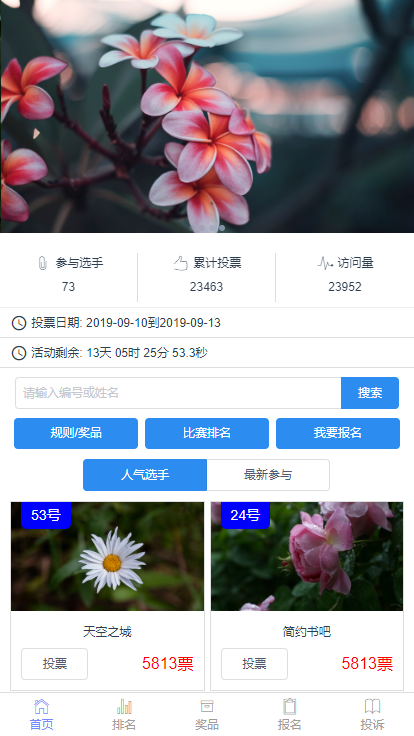 参与选手 累计投票 访问量
73 23463 23952
投票日期: 2019-09-10到2019-09-13
活动剩余: 13天 05时 25分 53.3秒
请输入编号或姓名 搜索
规则/奖品 比赛排名 我要报名
人气选手 最新参与
53号 24号
天空之城 简约书吧
投票 5813票 投票 5813票
首页 排名 奖品 报名 投诉